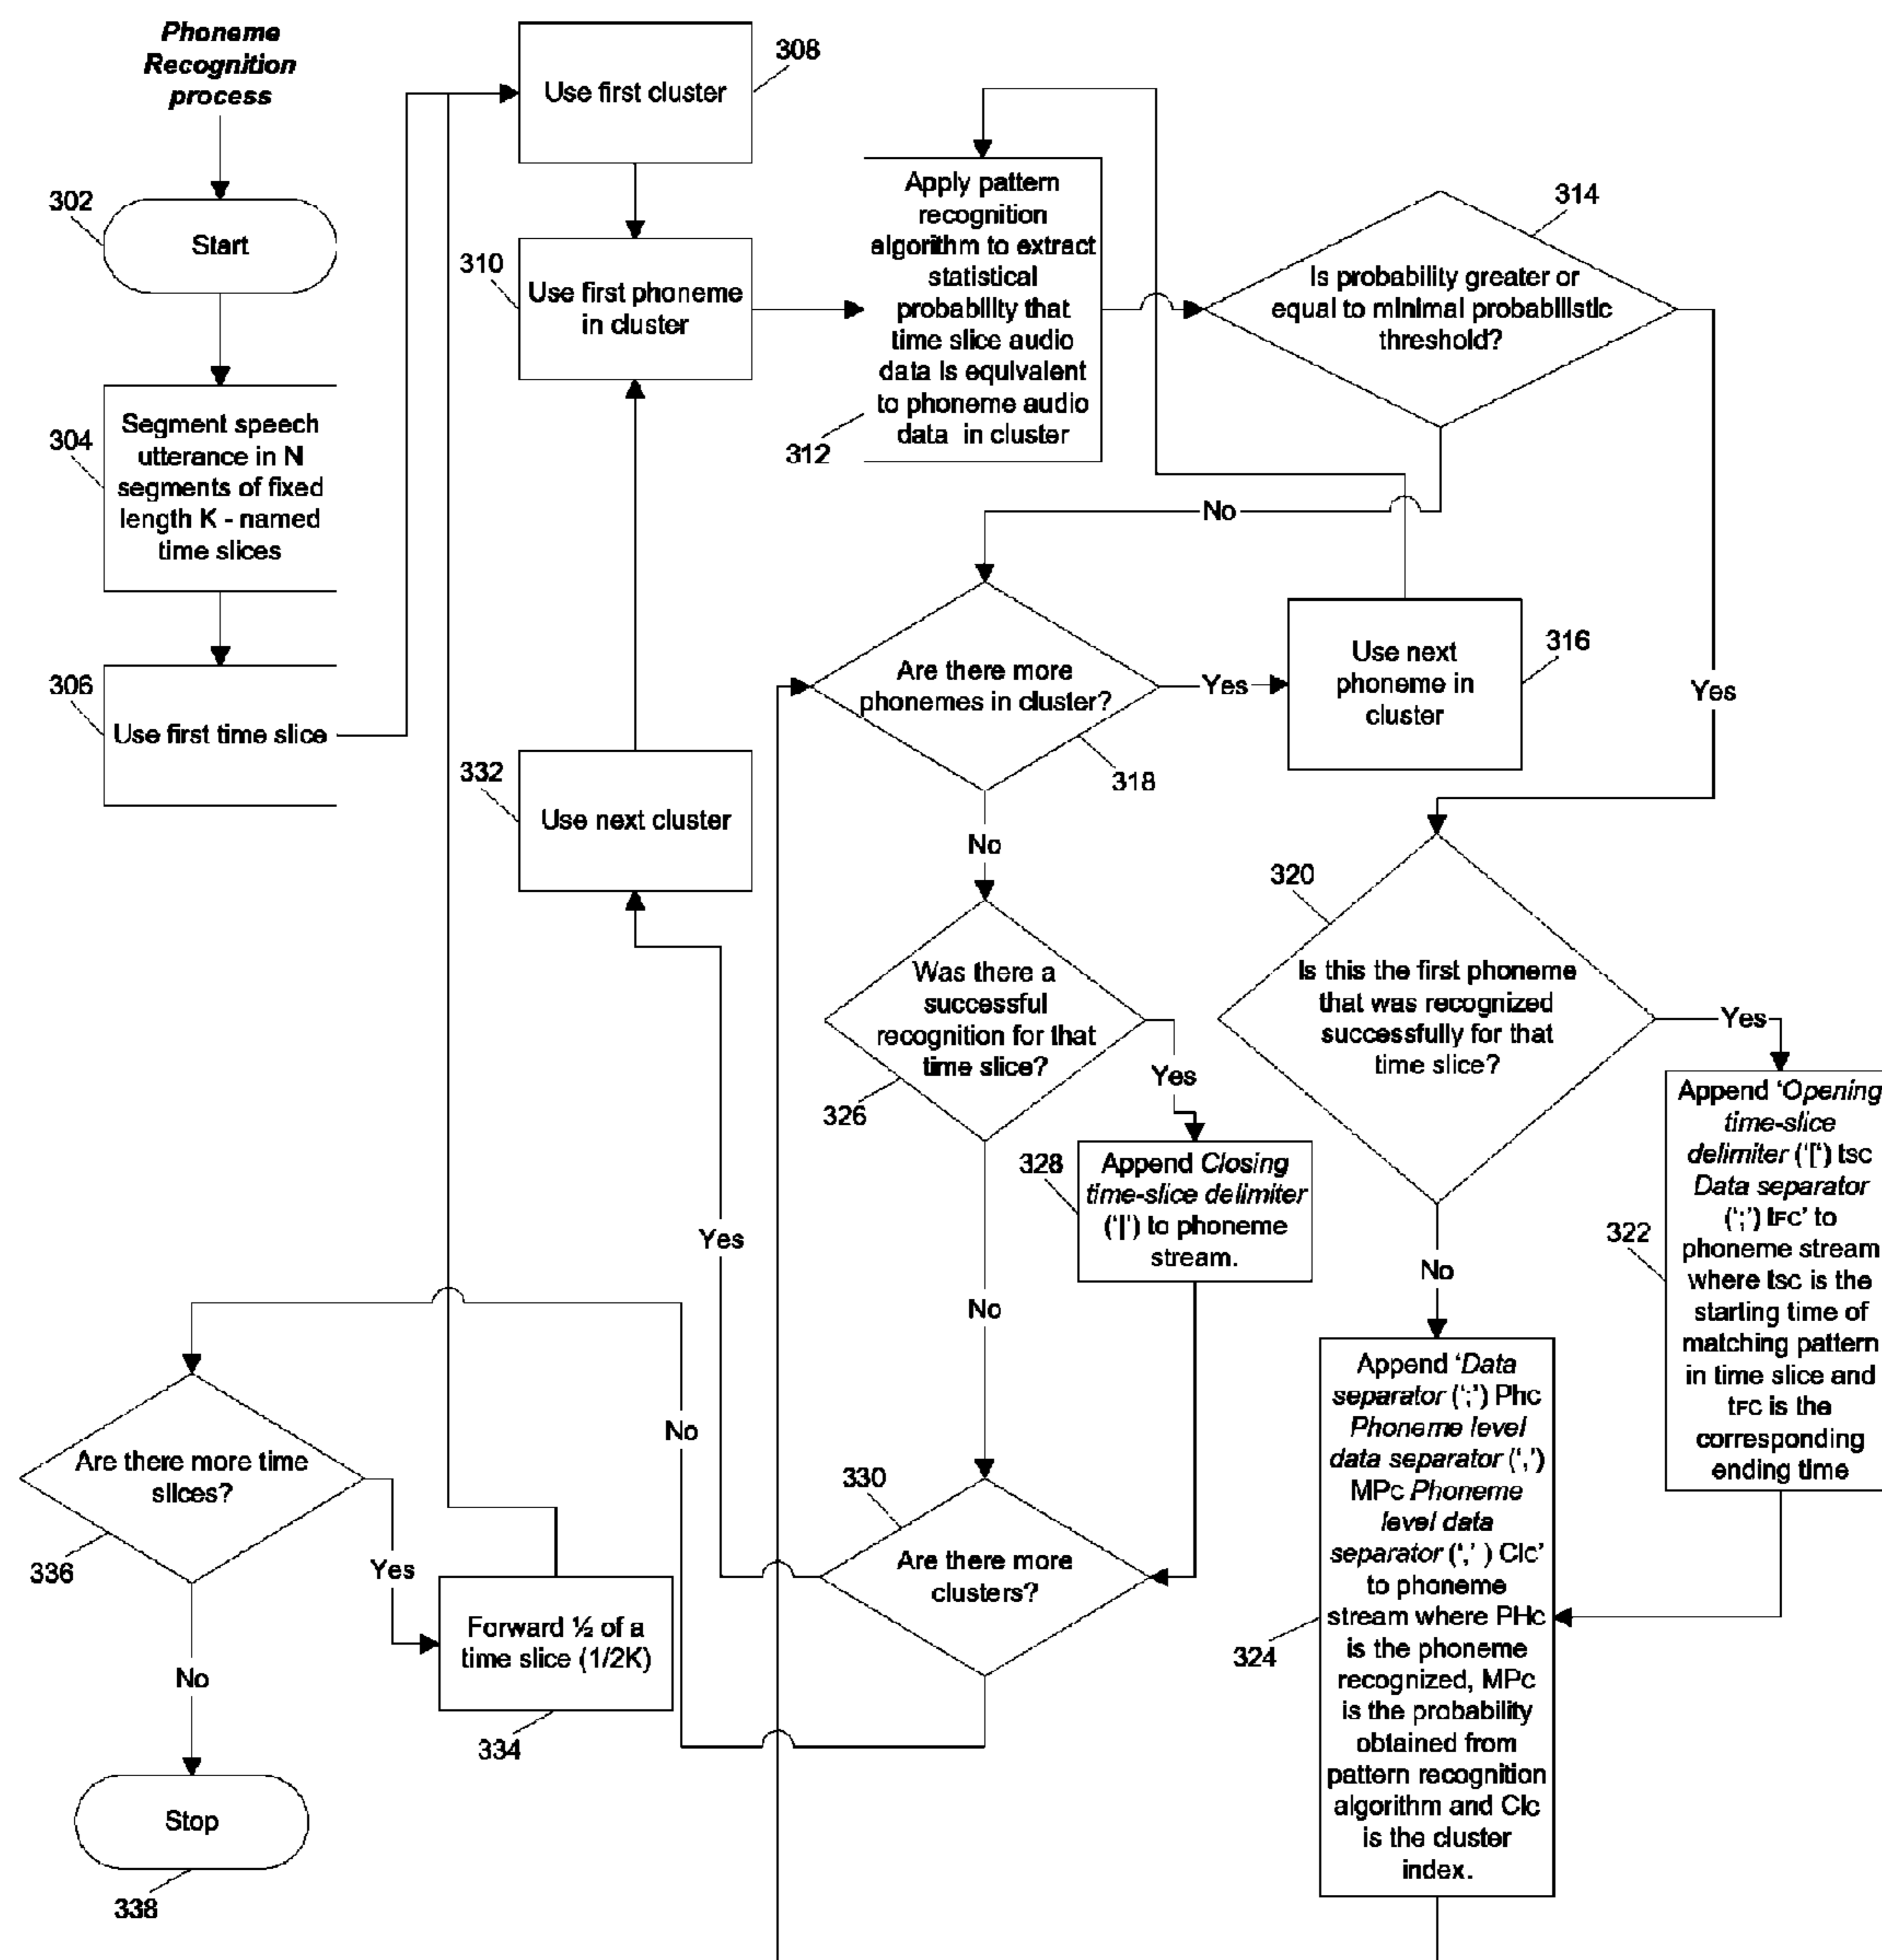 Phoneme
Recognition
process
302
Start
304
Segment speech
utterance in N
segments of fixed
length K - named
time slices
306
Use first time slice
308
Use first cluster
310
Use first phoneme
in cluster
312
Apply pattern
recognition
algorithm to extract
statistical
probability that
time slice audio
data is equivalent
to phoneme audio
data in cluster
314
Is probability greater or
equal to minimal probabilistic
threshold?
No
Yes
316
Use next
phoneme in
cluster
Are there more
phonemes in cluster?
Yes
318
No
332
Use next cluster
320
Is this the first phoneme
that was recognized
successfully for that
time slice?
Yes
No
322
Append ‘Opening
time-slice
delimiter (‘[‘) tsc
Data separator
(‘;’) tFC’ to
phoneme stream
where tsc is the
starting time of
matching pattern
in time slice and
tFC is the
corresponding
ending time
324
Append ‘Data
separator (‘;’) Phc
Phoneme level
data separator (‘,’)
MPc Phoneme
level data
separator (‘,’ ) Clc’
to phoneme
stream where PHc
is the phoneme
recognized, MPc
is the probability
obtained from
pattern recognition
algorithm and Clc
is the cluster
index.
Was there a
successful
recognition for that
time slice?
326
Yes
No
328
Append Closing
time-slice delimiter
(‘]’) to phoneme
stream.
330
Are there more
clusters?
Yes
No
Are there more time
slices?
336
Yes
No
Forward ½ of a
time slice (1/2K)
334
Stop
338